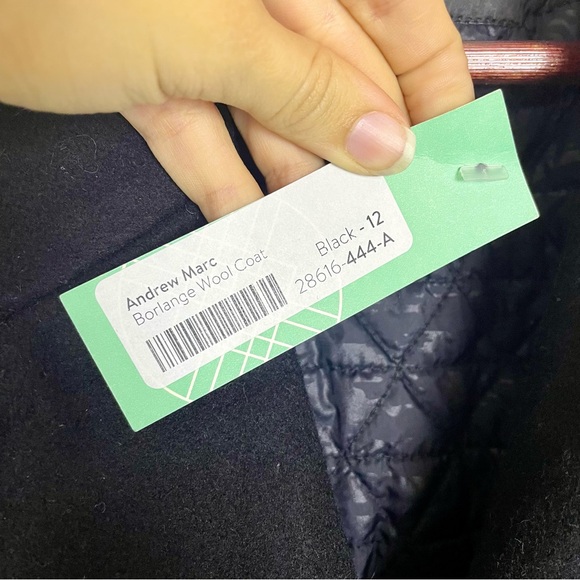 Andrew Marc
Borlange Wool Coat
Black - 12
28616-444-A